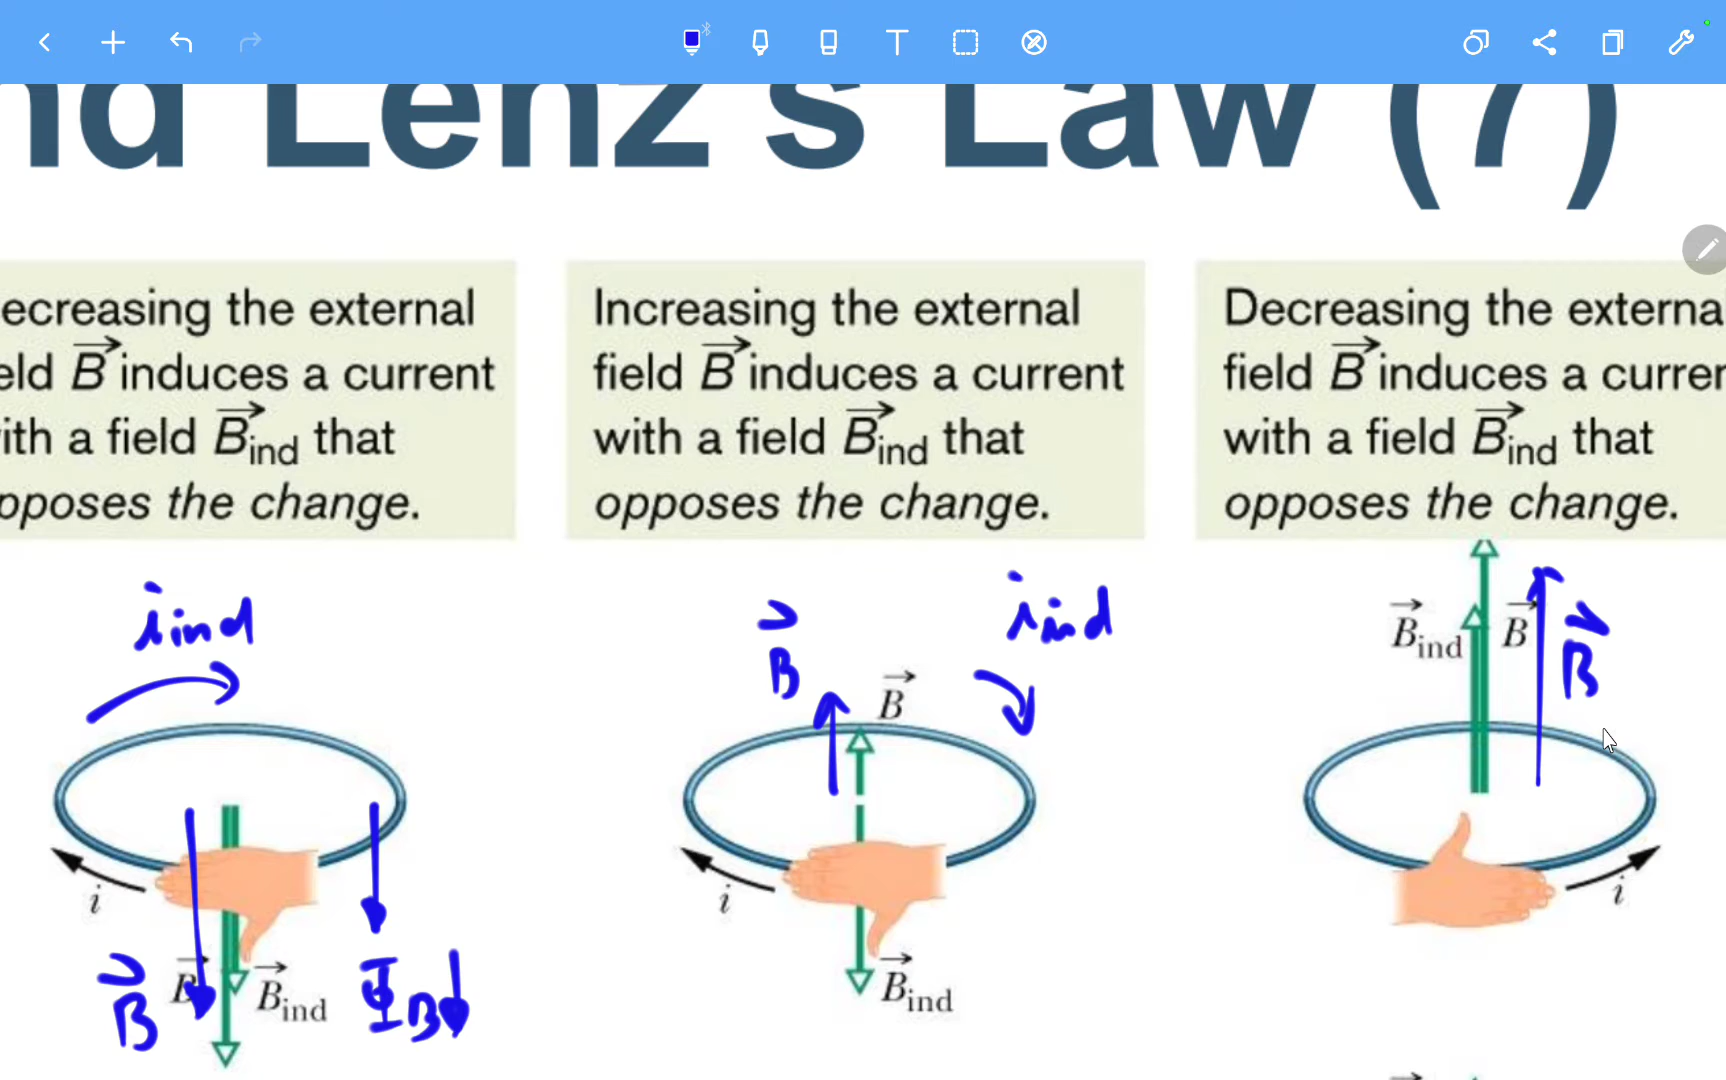 nd Lenz's Law (7)
ecreasing the external
eld B induces a current
ith a field Bind that
pposes the change.
Increasing the external
field B induces a current
with a field Bind that
opposes the change.
Decreasing the externa
field B induces a curren
with a field Bind that
opposes the change.
iind
i
B
B
Bind
ΦB
B
B
iind
i
Bind
Bind
B
B
i